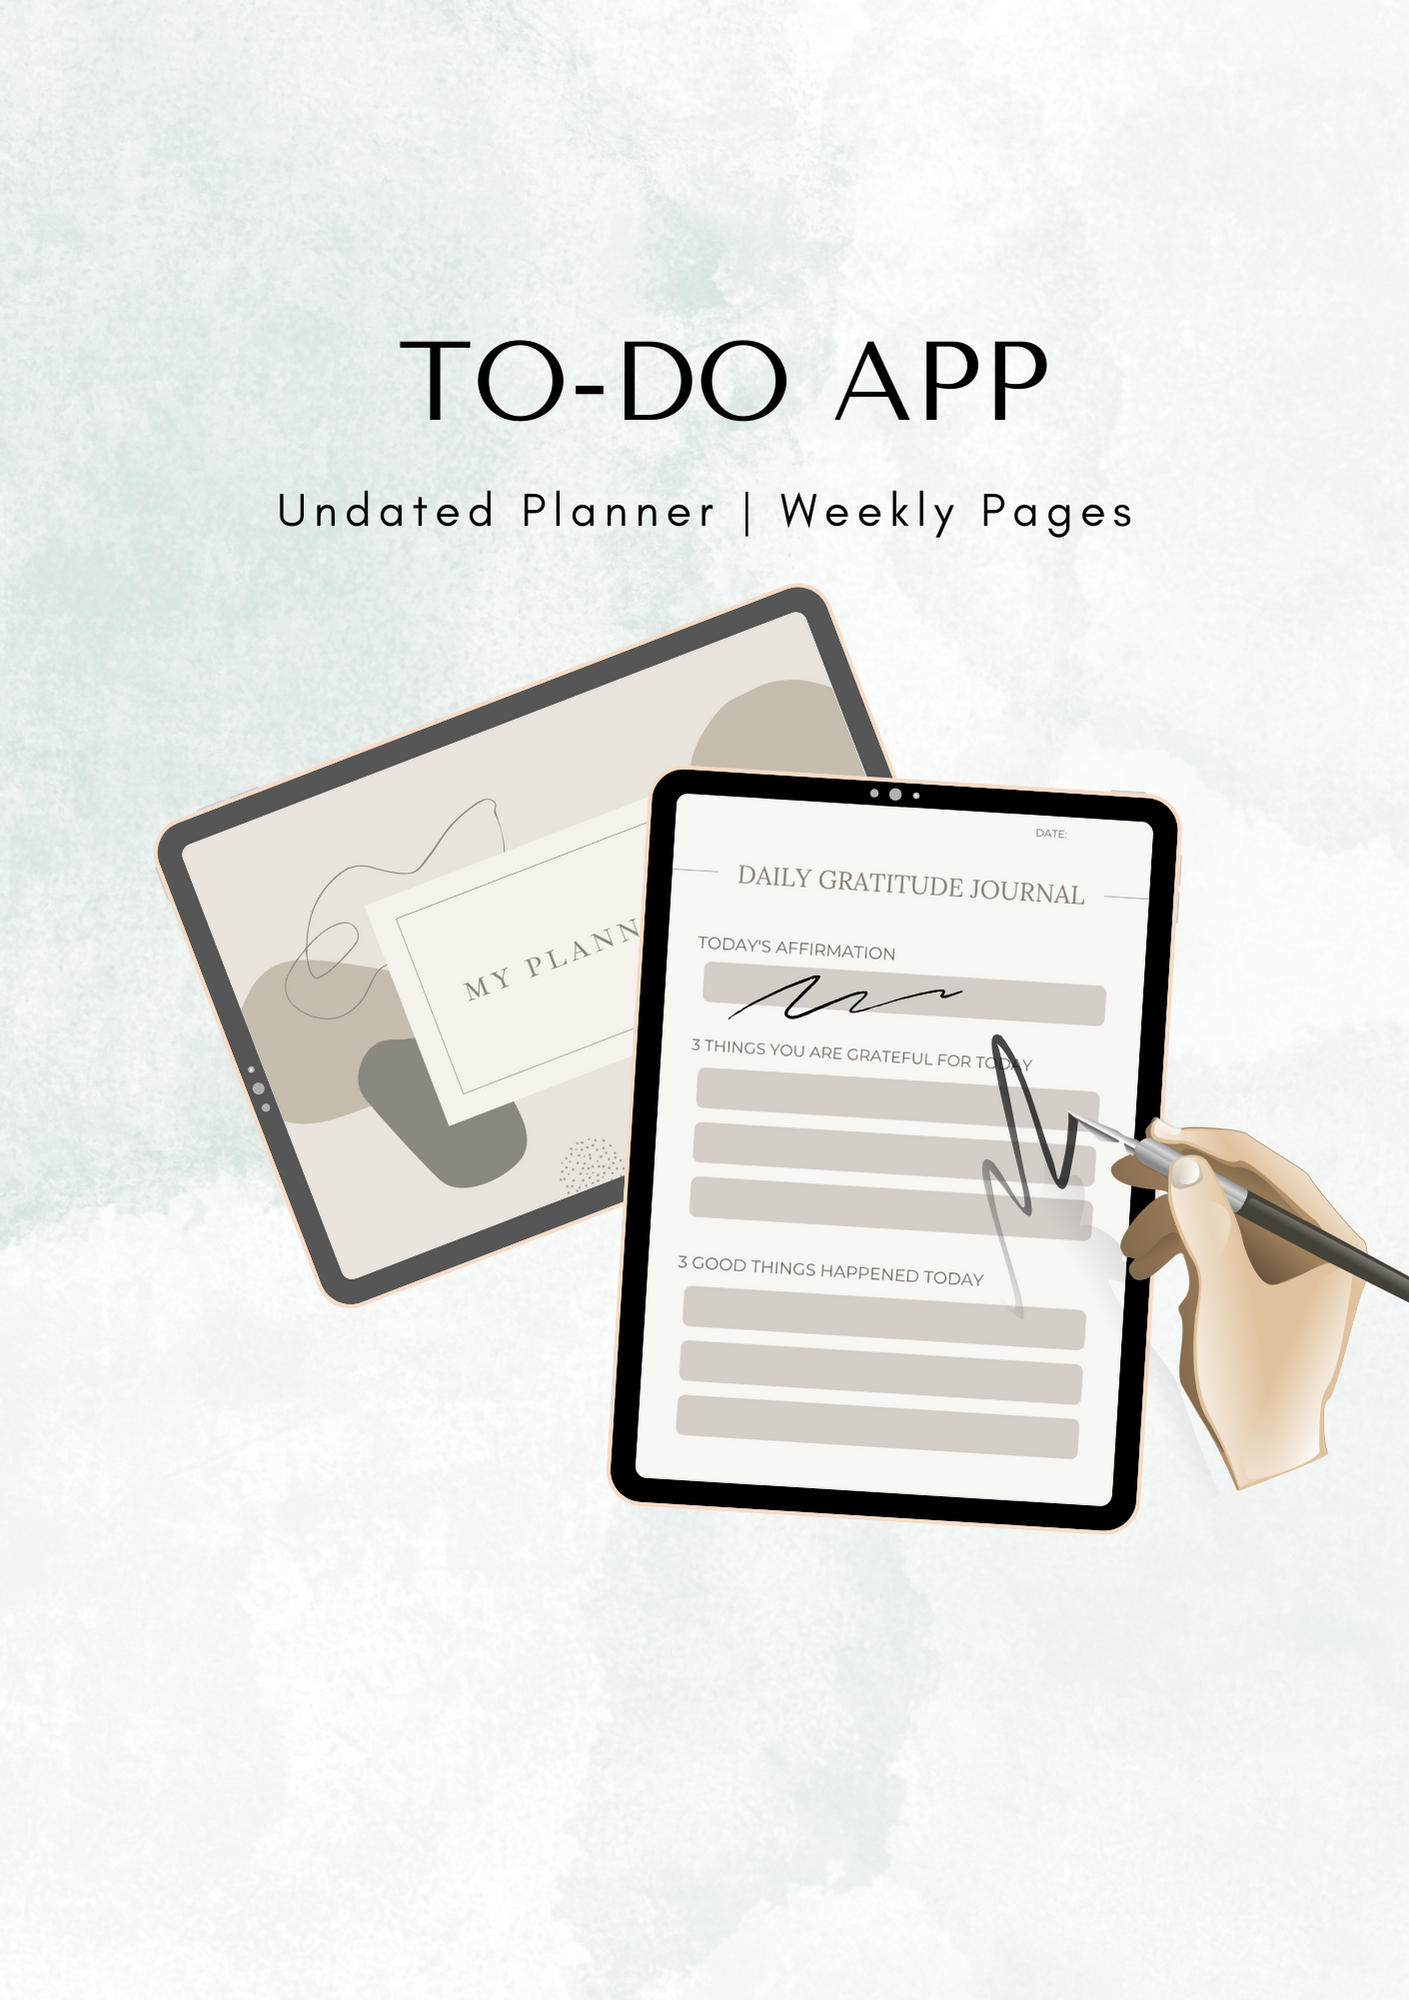 TO-DO APP
Undated Planner | Weekly Pages
MY PLANN
DATE:
DAILY GRATITUDE JOURNAL
TODAY'S AFFIRMATION
3 THINGS YOU ARE GRATEFUL FOR TODAY
3 GOOD THINGS HAPPENED TODAY